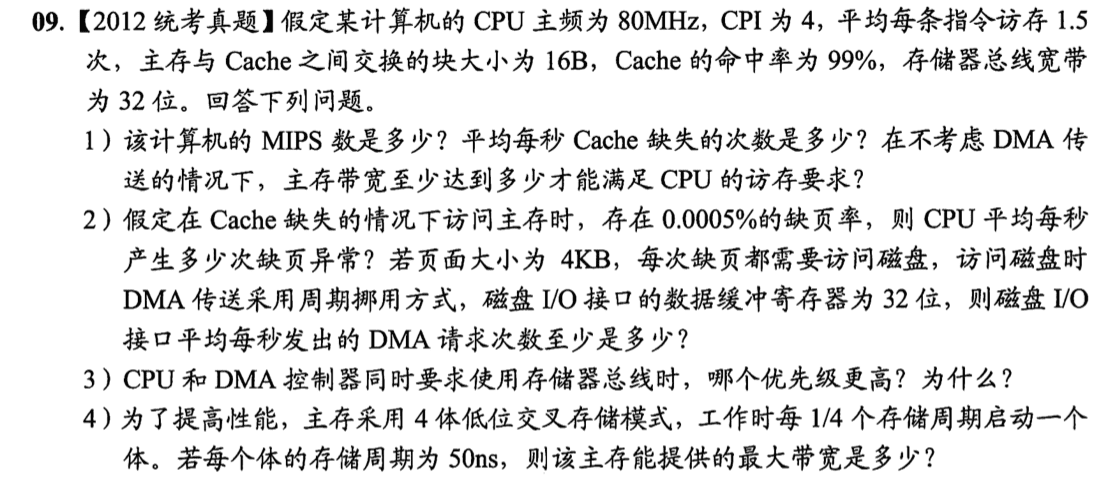 09.【2012 统考真题】假定某计算机的 CPU 主频为 80MHz，CPI 为 4，平均每条指令访存 1.5
次，主存与 Cache 之间交换的块大小为 16B，Cache 的命中率为 99%，存储器总线宽带
为 32 位。回答下列问题。
1）该计算机的 MIPS 数是多少？平均每秒 Cache 缺失的次数是多少？在不考虑 DMA 传
送的情况下，主存带宽至少达到多少才能满足 CPU 的访存要求？
2）假定在 Cache 缺失的情况下访问主存时，存在 0.0005%的缺页率，则 CPU 平均每秒
产生多少次缺页异常？若页面大小为 4KB，每次缺页都需要访问磁盘，访问磁盘时
DMA 传送采用周期挪用方式，磁盘 I/O 接口的数据缓冲寄存器为 32 位，则磁盘 I/O
接口平均每秒发出的 DMA 请求次数至少是多少？
3）CPU 和 DMA 控制器同时要求使用存储器总线时，哪个优先级更高？为什么？
4）为了提高性能，主存采用 4 体低位交叉存储模式，工作时每 1/4 个存储周期启动一个
体。若每个体的存储周期为 50ns，则该主存能提供的最大带宽是多少？